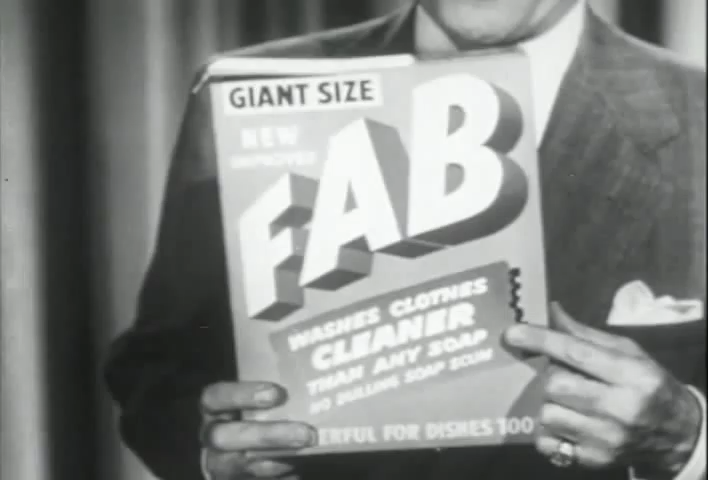 GIANT SIZE
NEW
IMPROVED
FAB
WASHES CLOTHES
CLEANER
THAN ANY SOAP
NO DULLING SOAP SCUM
ERFUL FOR DISHES TOO